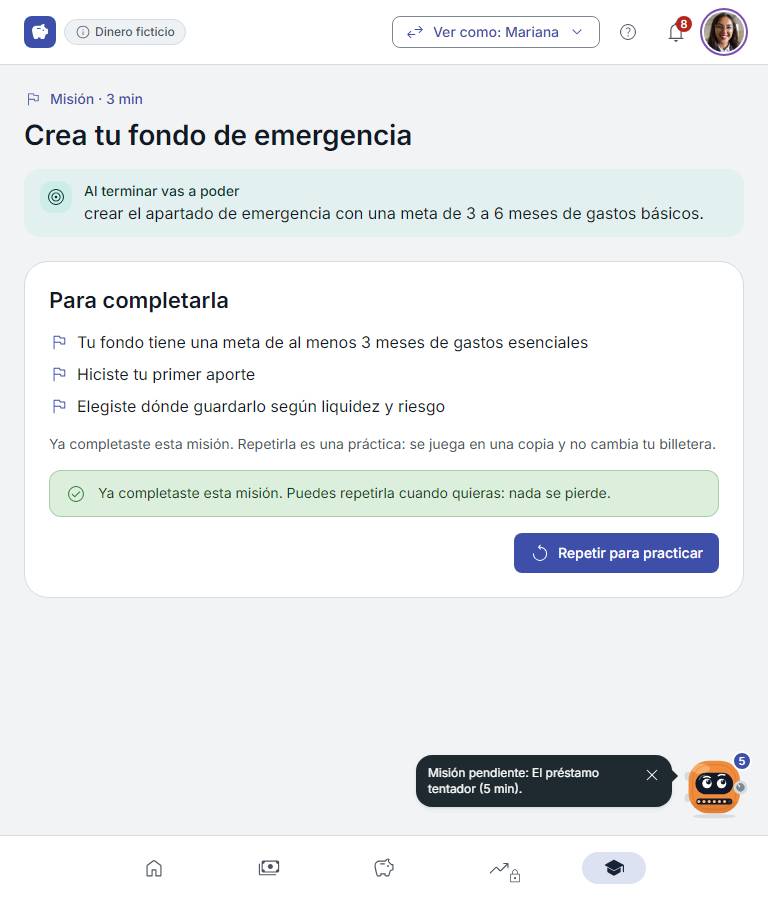 Dinero ficticio
Ver como: Mariana
8
Misión · 3 min
Crea tu fondo de emergencia
Al terminar vas a poder
crear el apartado de emergencia con una meta de 3 a 6 meses de gastos básicos.
Para completarla
Tu fondo tiene una meta de al menos 3 meses de gastos esenciales
Hiciste tu primer aporte
Elegiste dónde guardarlo según liquidez y riesgo
Ya completaste esta misión. Repetirla es una práctica: se juega en una copia y no cambia tu billetera.
Ya completaste esta misión. Puedes repetirla cuando quieras: nada se pierde.
Repetir para practicar
Misión pendiente: El préstamo
tentador (5 min).
5